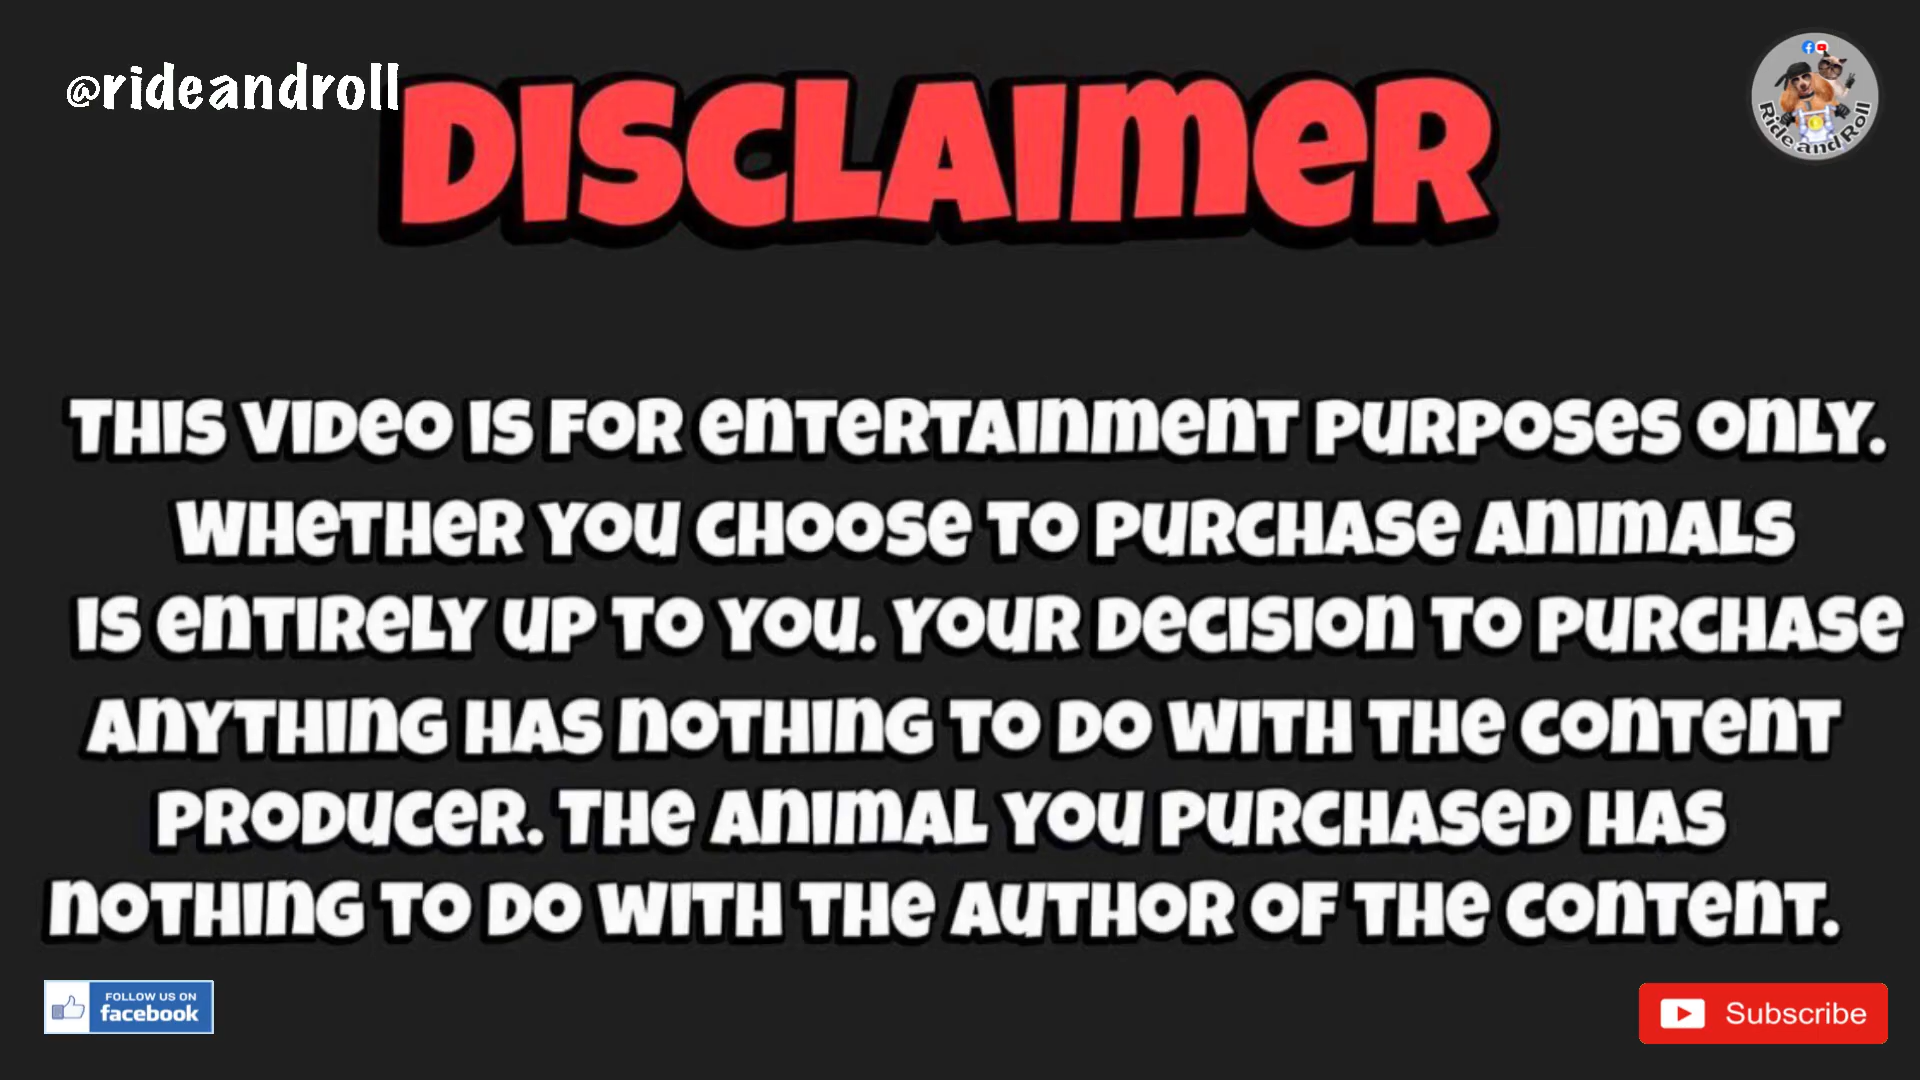 @rideandroll
DISCLAIMER
Ride and Roll
THIS VIDEO IS FOR ENTERTAINMENT PURPOSES ONLY.
WHETHER YOU CHOOSE TO PURCHASE ANIMALS
IS ENTIRELY UP TO YOU. YOUR DECISION TO PURCHASE
ANYTHING HAS NOTHING TO DO WITH THE CONTENT
PRODUCER. THE ANIMAL YOU PURCHASED HAS
NOTHING TO DO WITH THE AUTHOR OF THE CONTENT.
FOLLOW US ON
facebook
Subscribe